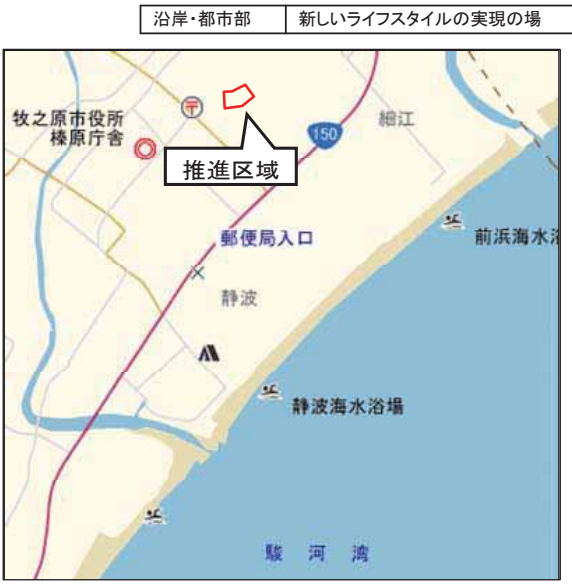 沿岸・都市部 新しいライフスタイルの実現の場
牧之原市役所
榛原庁舎
〒
150
細江
推進区域
郵便局入口
前浜海水浴
静波
静波海水浴場
駿河湾